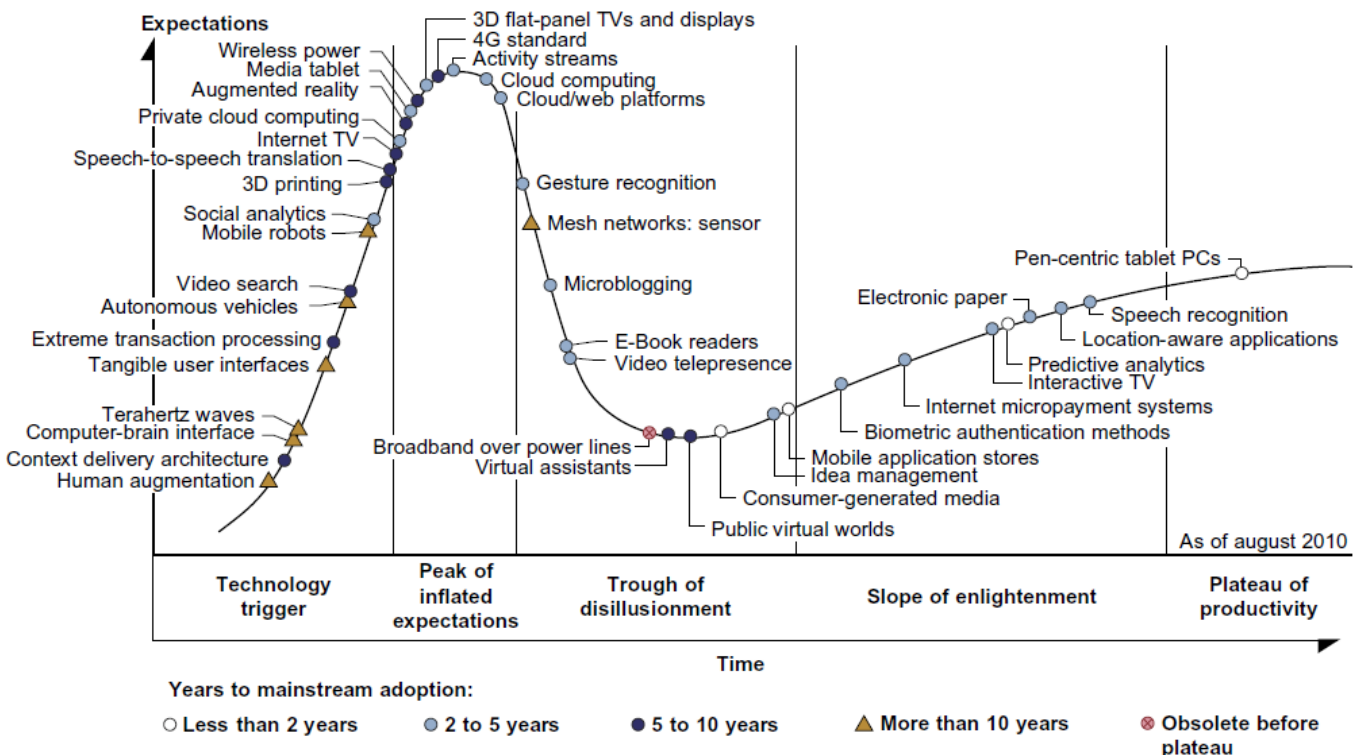 Expectations
3D flat-panel TVs and displays
4G standard
Activity streams
Wireless power
Media tablet
Augmented reality
Private cloud computing
Internet TV
Speech-to-speech translation
3D printing
Social analytics
Mobile robots
Video search
Autonomous vehicles
Extreme transaction processing
Tangible user interfaces
Terahertz waves
Computer-brain interface
Context delivery architecture
Human augmentation
Cloud computing
Cloud/web platforms
Gesture recognition
Mesh networks: sensor
Microblogging
E-Book readers
Video telepresence
Broadband over power lines
Virtual assistants
Public virtual worlds
Consumer-generated media
Idea management
Mobile application stores
Biometric authentication methods
Internet micropayment systems
Interactive TV
Predictive analytics
Electronic paper
Location-aware applications
Speech recognition
Pen-centric tablet PCs
As of august 2010
Technology
trigger
Peak of
inflated
expectations
Trough of
disillusionment
Slope of enlightenment
Plateau of
productivity
Time
Years to mainstream adoption:
Less than 2 years
2 to 5 years
5 to 10 years
More than 10 years
Obsolete before
plateau